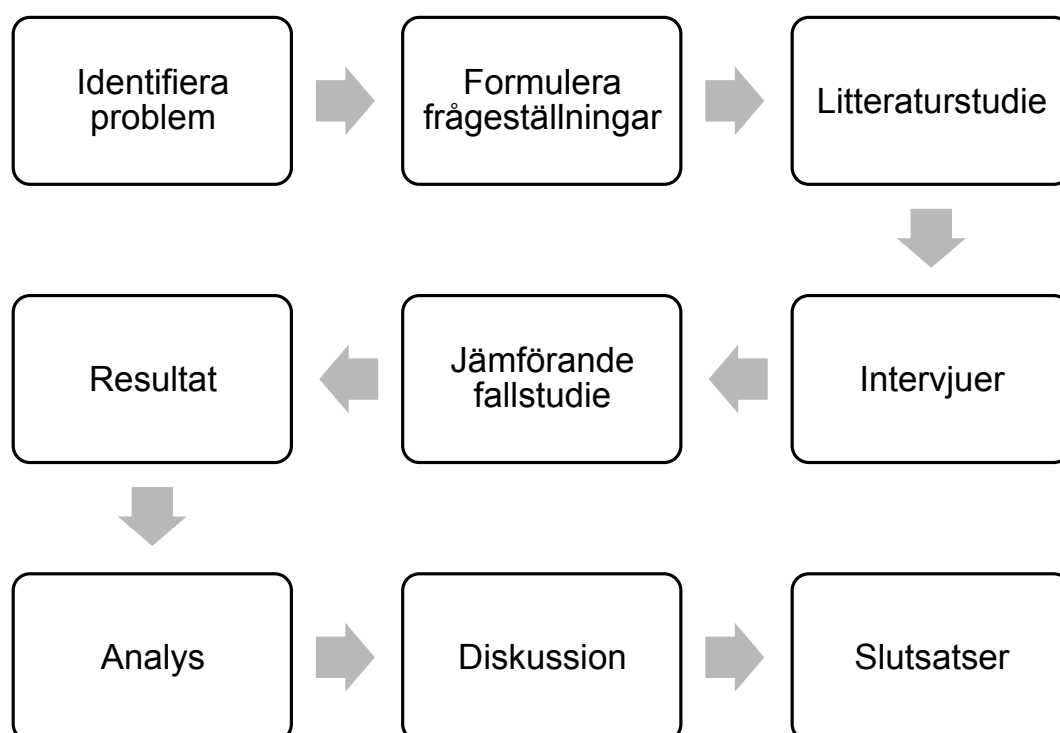 Identifiera
problem
Formulera
frågeställningar
Litteraturstudie
Intervjuer
Jämförande
fallstudie
Resultat
Analys
Diskussion
Slutsatser